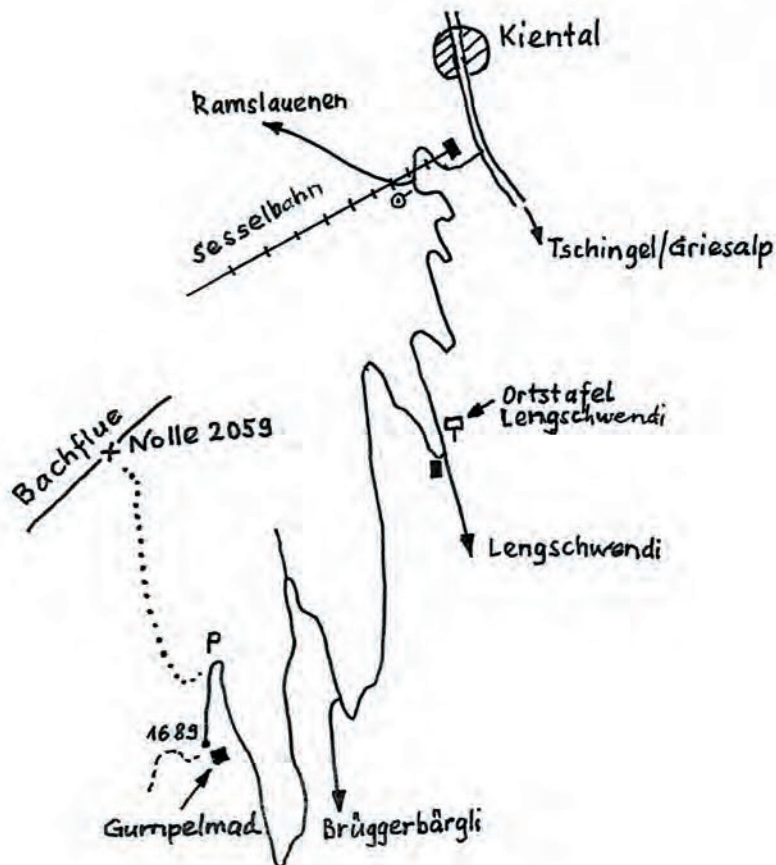 Kiental
Ramslauenen
Sesselbahn
Tschingel/Griesalp
Ortstafel
Lengschwendi
Bachflue
Nolle 2059
Lengschwendi
P
1689
Gumpelmad
Brüggerbärgli